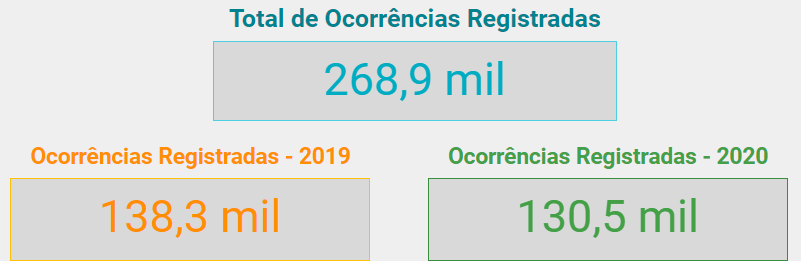 Total de Ocorrências Registradas
268,9 mil
Ocorrências Registradas - 2019
138,3 mil
Ocorrências Registradas - 2020
130,5 mil